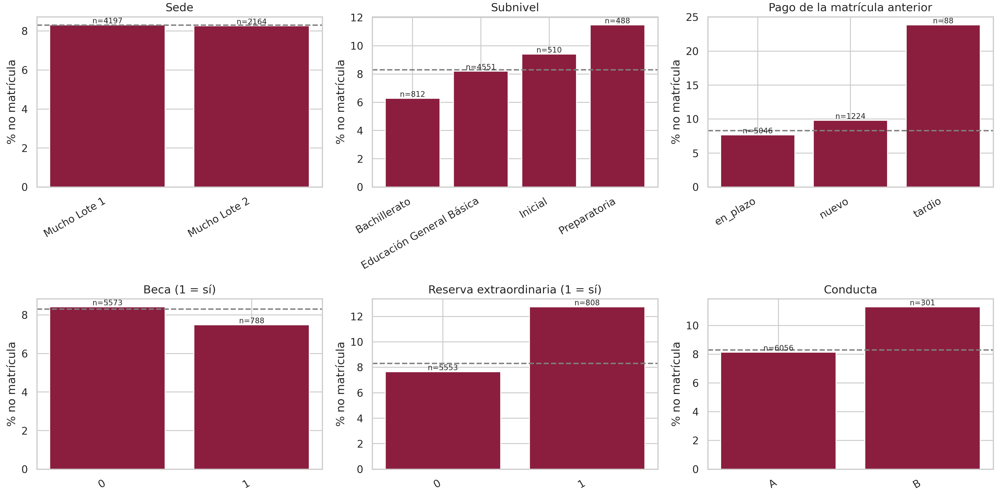 Sede
% no matrícula
8
6
4
2
0
n=4197
n=2164
Mucho Lote 1
Mucho Lote 2
Subnivel
% no matrícula
12
10
8
6
4
2
0
n=812
n=4551
n=510
n=488
Bachillerato
Educación General Básica
Inicial
Preparatoria
Pago de la matrícula anterior
% no matrícula
25
20
15
10
5
0
n=5046
n=1224
n=88
en_plazo
nuevo
tardio
Beca (1 = sí)
% no matrícula
8
6
4
2
0
n=5573
n=788
0
1
Reserva extraordinaria (1 = sí)
% no matrícula
12
10
8
6
4
2
0
n=5553
n=808
0
1
Conducta
% no matrícula
10
8
6
4
2
0
n=6056
n=301
A
B